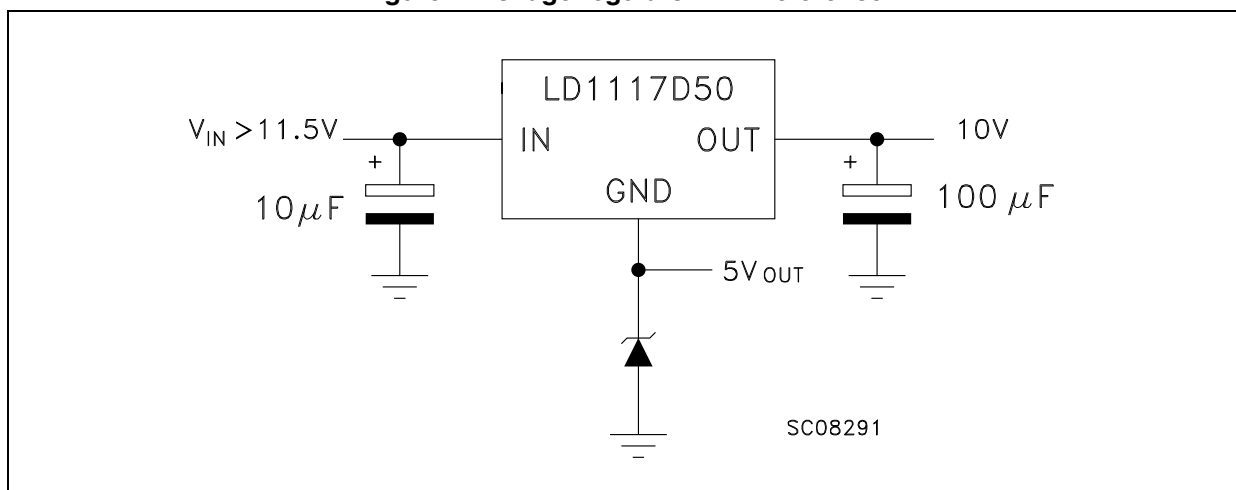 LD1117D50
V_IN >11.5V
IN
OUT
10V
+
10μF
GND
+
100 μF
5V_OUT
SC08291